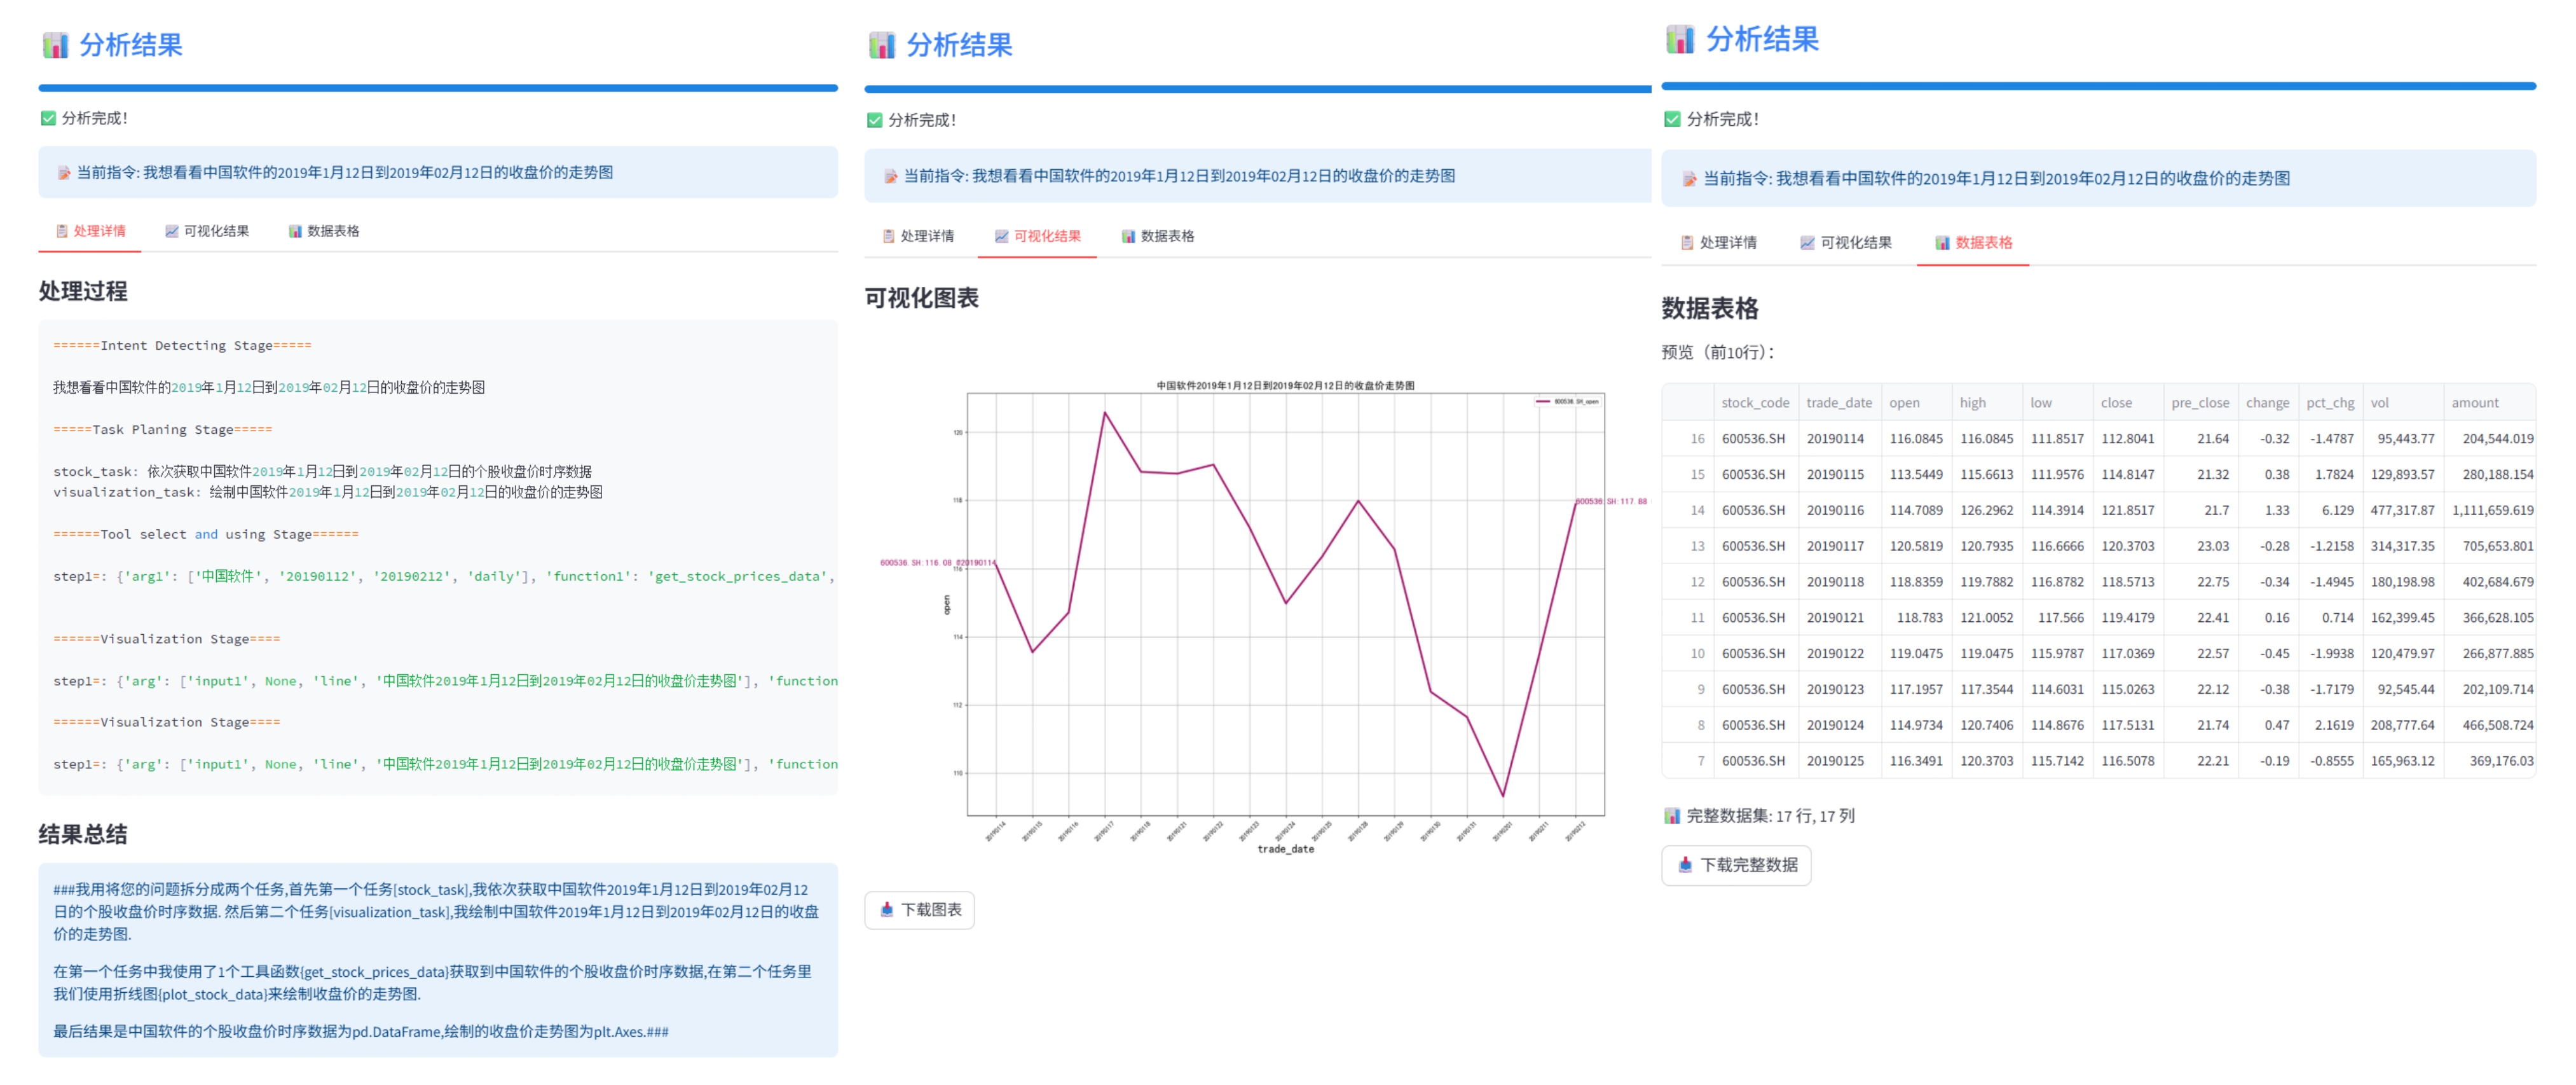 分析结果
分析完成！
当前指令: 我想看看中国软件的2019年1月12日到2019年02月12日的收盘价的走势图
处理详情
可视化结果
数据表格
处理过程
======Intent Detecting Stage=====
我想看看中国软件的2019年1月12日到2019年02月12日的收盘价的走势图
=====Task Planing Stage=====
stock_task: 依次获取中国软件2019年1月12日到2019年02月12日的个股收盘价时序数据
visualization_task: 绘制中国软件2019年1月12日到2019年02月12日的收盘价的走势图
======Tool select and using Stage======
step1=: {'arg1': ['中国软件', '20190112', '20190212', 'daily'], 'function1': 'get_stock_prices_data',
======Visualization Stage====
step1=: {'arg': ['input1', None, 'line', '中国软件2019年1月12日到2019年02月12日的收盘价走势图'], 'function
======Visualization Stage====
step1=: {'arg': ['input1', None, 'line', '中国软件2019年1月12日到2019年02月12日的收盘价走势图'], 'function
结果总结
###我用将您的问题拆分成两个任务,首先第一个任务[stock_task],我依次获取中国软件2019年1月12日到2019年02月12
日的个股收盘价时序数据. 然后第二个任务[visualization_task],我绘制中国软件2019年1月12日到2019年02月12日的收盘
价的走势图.
在第一个任务中我使用了1个工具函数{get_stock_prices_data}获取到中国软件的个股收盘价时序数据,在第二个任务里
我们使用折线图{plot_stock_data}来绘制收盘价的走势图.
最后结果是中国软件的个股收盘价时序数据为pd.DataFrame,绘制的收盘价走势图为plt.Axes.###
分析结果
分析完成！
当前指令: 我想看看中国软件的2019年1月12日到2019年02月12日的收盘价的走势图
处理详情
可视化结果
数据表格
可视化图表
中国软件2019年1月12日到2019年02月12日的收盘价走势图
600536.SH_open
120
118
600536.SH:117.88
600536.SH:116.08 @20190114
116
open
114
112
110
20190114
20190115
20190116
20190117
20190118
20190121
20190122
20190123
20190124
20190125
20190128
20190129
20190130
20190131
20190201
20190211
20190212
trade_date
下载图表
分析结果
分析完成！
当前指令: 我想看看中国软件的2019年1月12日到2019年02月12日的收盘价的走势图
处理详情
可视化结果
数据表格
数据表格
预览（前10行）：
stock_code trade_date open high low close pre_close change pct_chg vol amount
16 600536.SH 20190114 116.0845 116.0845 111.8517 112.8041 21.64 -0.32 -1.4787 95,443.77 204,544.019
15 600536.SH 20190115 113.5449 115.6613 111.9576 114.8147 21.32 0.38 1.7824 129,893.57 280,188.154
14 600536.SH 20190116 114.7089 126.2962 114.3914 121.8517 21.7 1.33 6.129 477,317.87 1,111,659.619
13 600536.SH 20190117 120.5819 120.7935 116.6666 120.3703 23.03 -0.28 -1.2158 314,317.35 705,653.801
12 600536.SH 20190118 118.8359 119.7882 116.8782 118.5713 22.75 -0.34 -1.4945 180,198.98 402,684.679
11 600536.SH 20190121 118.783 121.0052 117.566 119.4179 22.41 0.16 0.714 162,399.45 366,628.105
10 600536.SH 20190122 119.0475 119.0475 115.9787 117.0369 22.57 -0.45 -1.9938 120,479.97 266,877.885
9 600536.SH 20190123 117.1957 117.3544 114.6031 115.0263 22.12 -0.38 -1.7179 92,545.44 202,109.714
8 600536.SH 20190124 114.9734 120.7406 114.8676 117.5131 21.74 0.47 2.1619 208,777.64 466,508.724
7 600536.SH 20190125 116.3491 120.3703 115.7142 116.5078 22.21 -0.19 -0.8555 165,963.12 369,176.03
完整数据集: 17 行, 17 列
下载完整数据